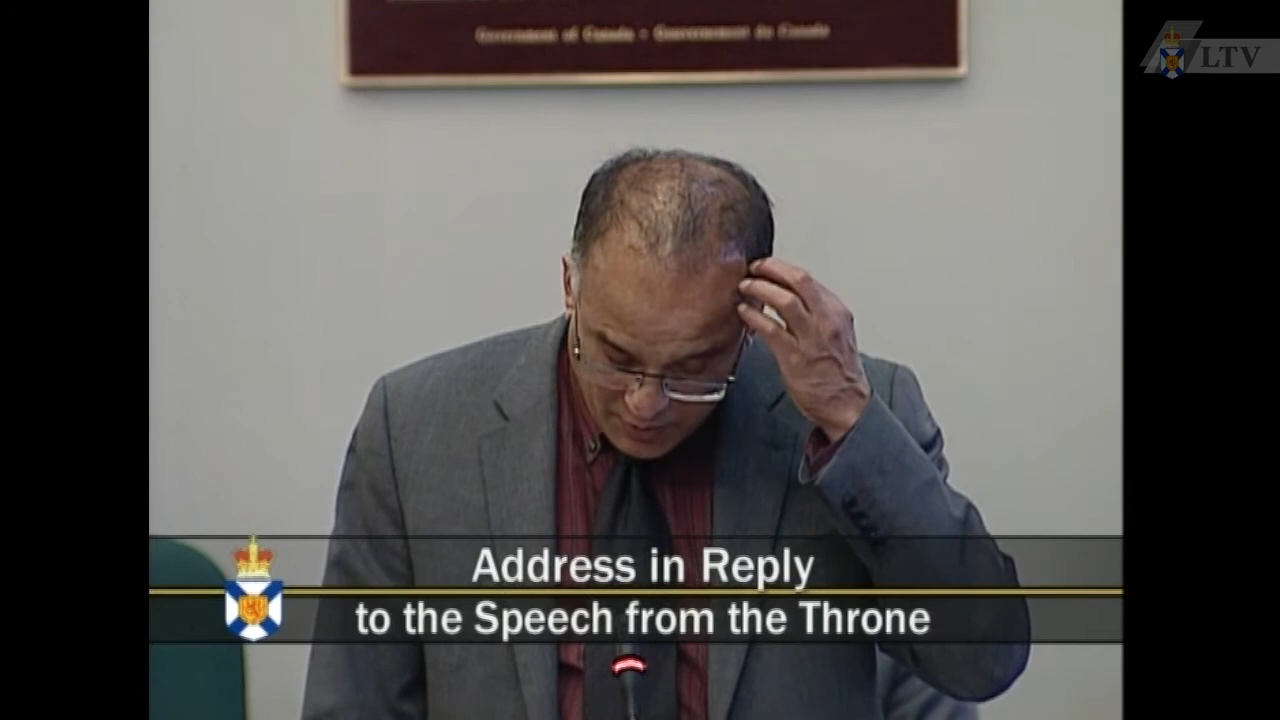 Government of Canada - Gouvernement du Canada
LTV
Address in Reply
to the Speech from the Throne